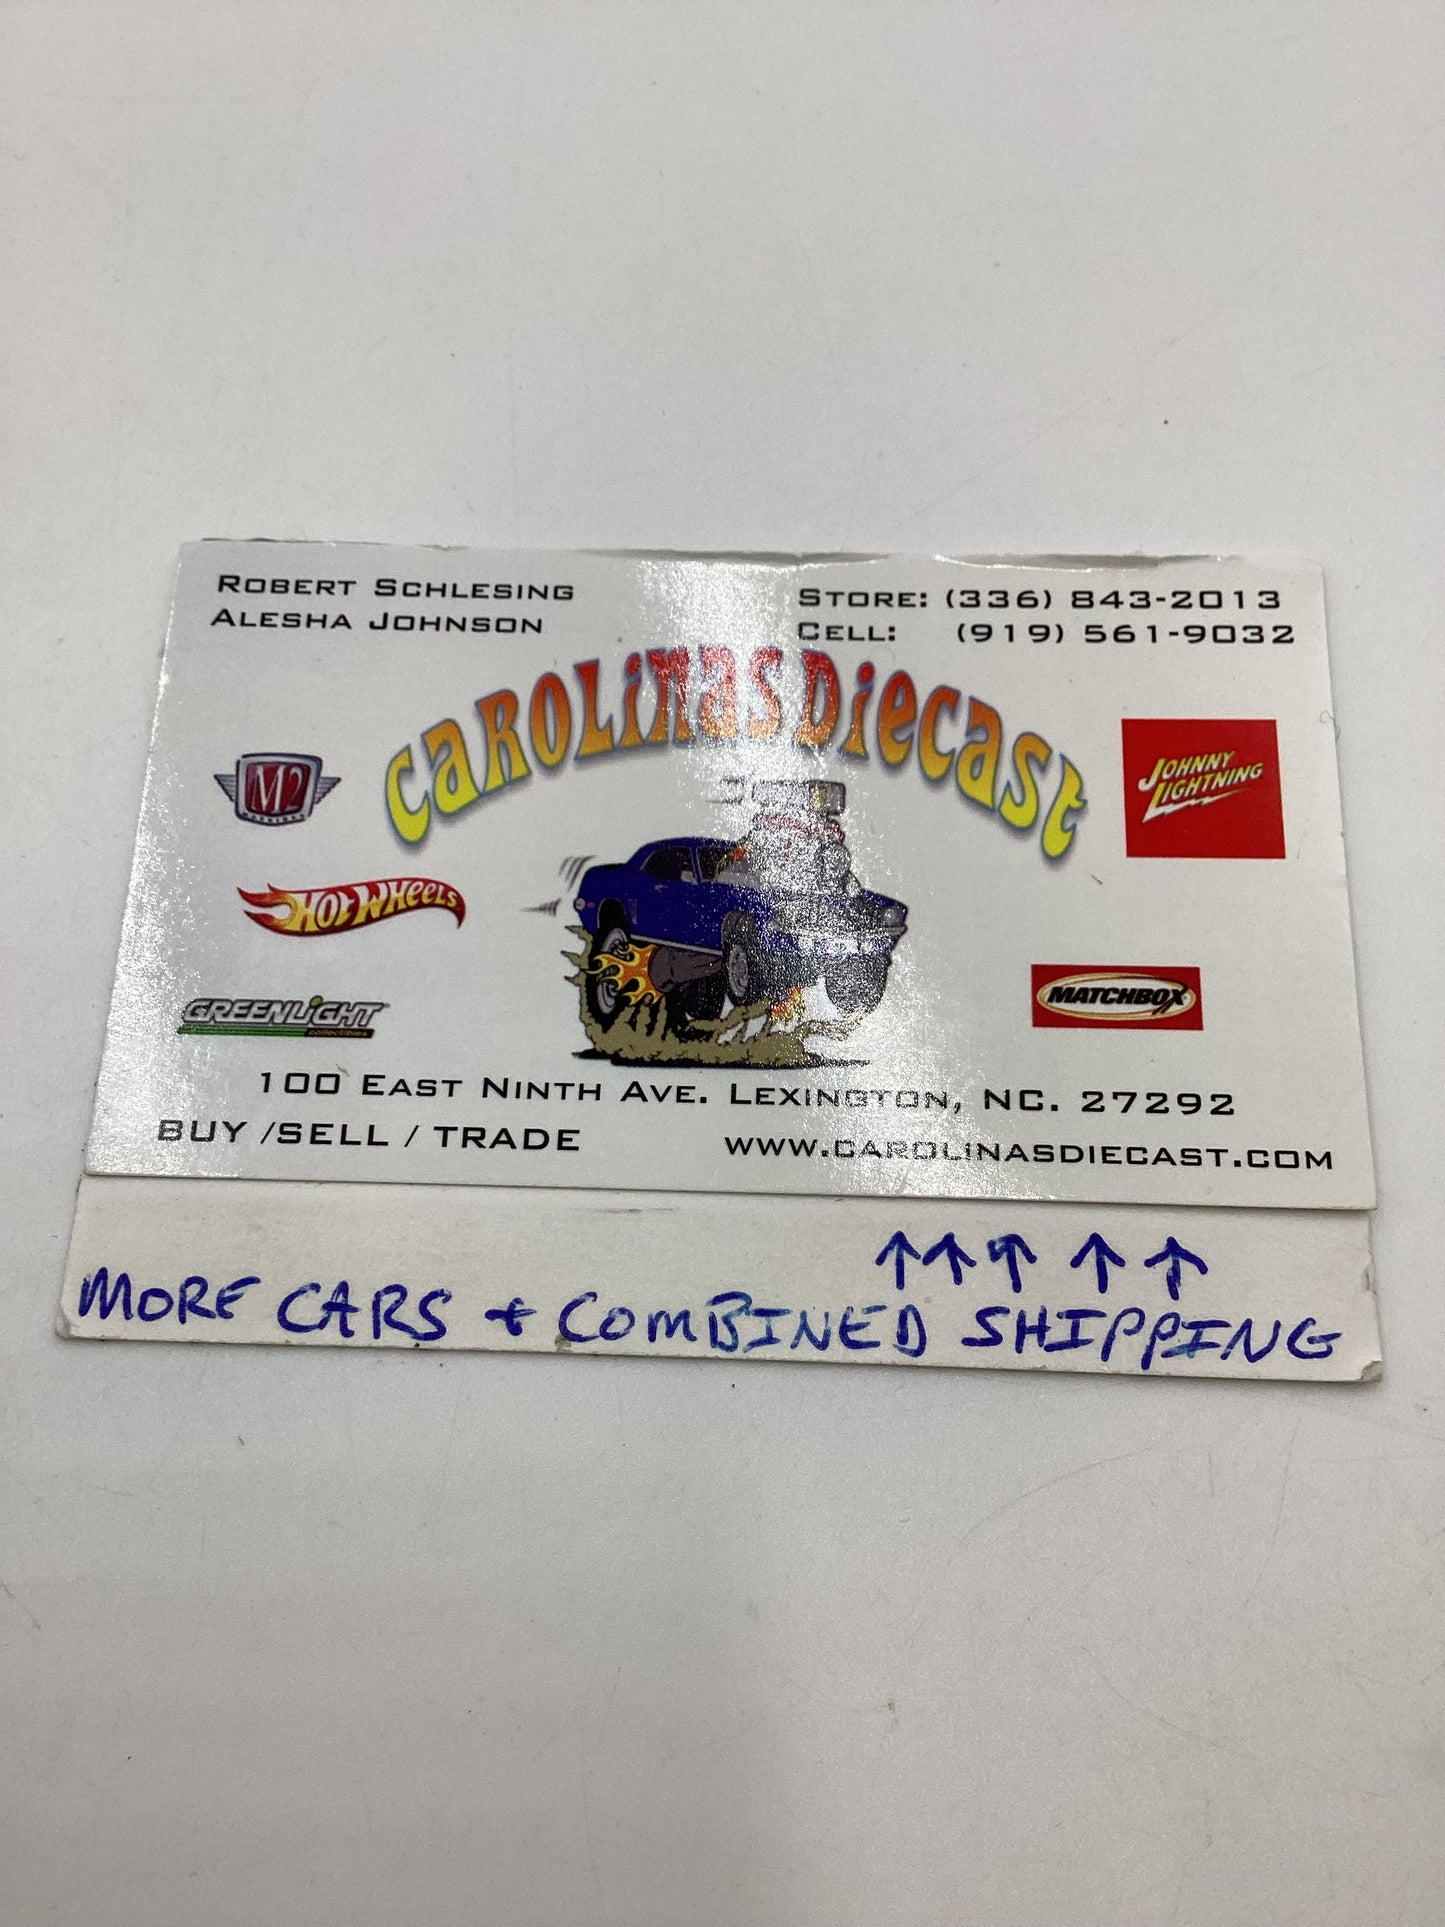 ROBERT SCHLESING
ALESHA JOHNSON
STORE: (336) 843-2013
CELL: (919) 561-9032
CAROLiNAS DiECAST
M2
MACHINES
JOHNNY
LIGHTNING
HOT WHEELS
GREENLiGHT
collectibles
MATCHBOX
100 EAST NINTH AVE. LEXINGTON, NC. 27292
BUY /SELL / TRADE
WWW.CAROLINASDIECAST.COM
↑ ↑ ↑ ↑ ↑
MORE CARS + COMBINED SHIPPING